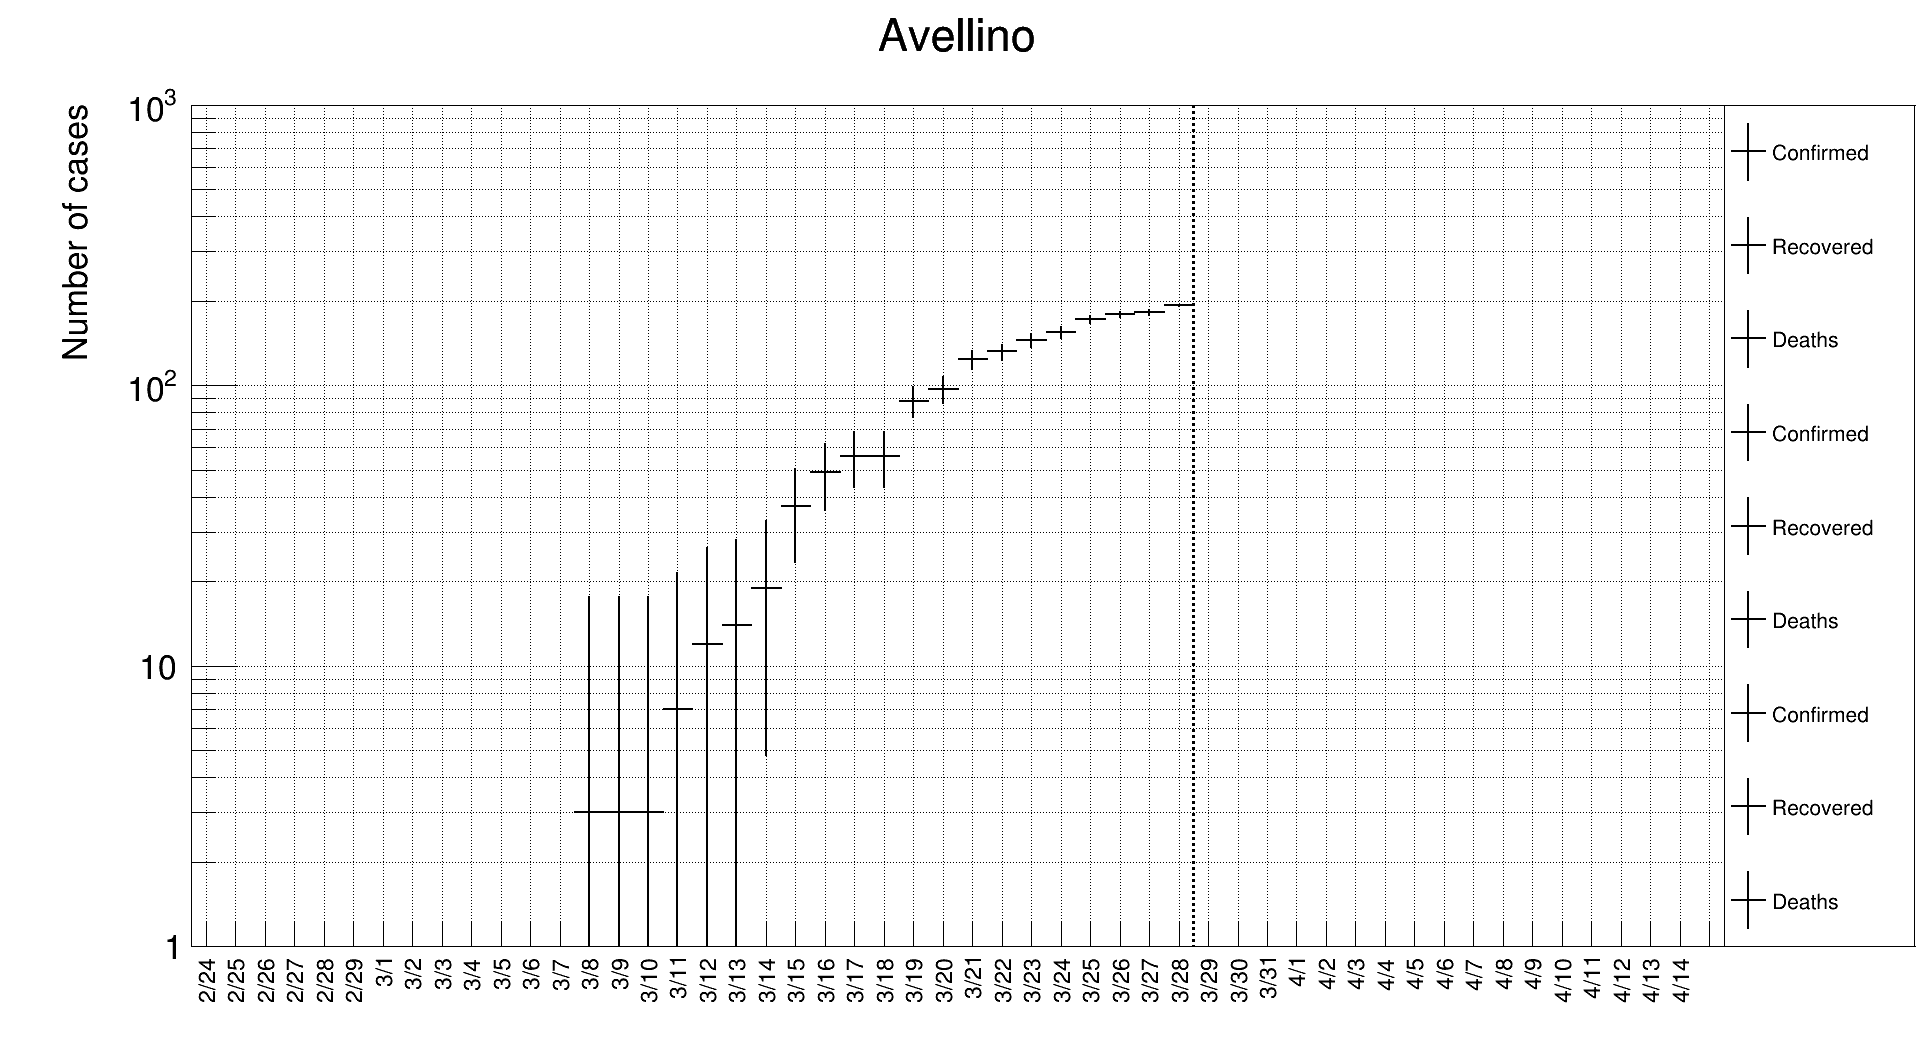 Avellino
Number of cases
10³
10²
10
1
2/24 2/25 2/26 2/27 2/28 2/29 3/1 3/2 3/3 3/4 3/5 3/6 3/7 3/8 3/9 3/10 3/11 3/12 3/13 3/14 3/15 3/16 3/17 3/18 3/19 3/20 3/21 3/22 3/23 3/24 3/25 3/26 3/27 3/28 3/29 3/30 3/31 4/1 4/2 4/3 4/4 4/5 4/6 4/7 4/8 4/9 4/10 4/11 4/12 4/13 4/14
Confirmed
Recovered
Deaths
Confirmed
Recovered
Deaths
Confirmed
Recovered
Deaths